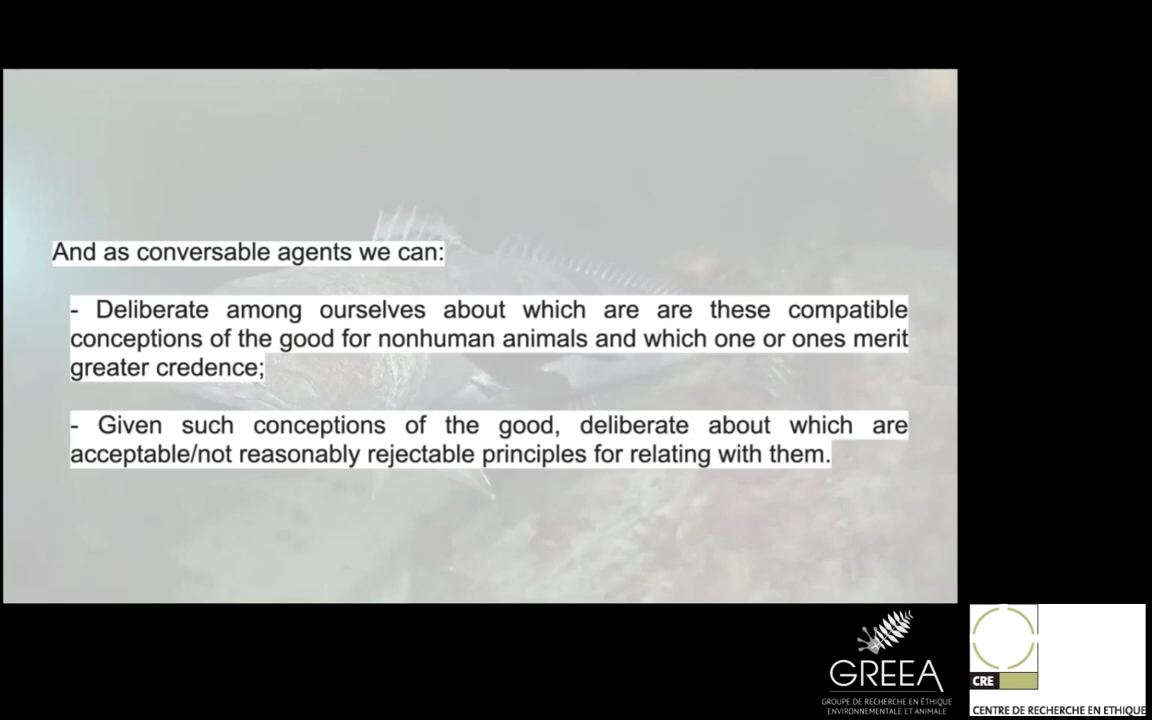 And as conversable agents we can:
- Deliberate among ourselves about which are are these compatible
conceptions of the good for nonhuman animals and which one or ones merit
greater credence;
- Given such conceptions of the good, deliberate about which are
acceptable/not reasonably rejectable principles for relating with them.
GREEA
GROUPE DE RECHERCHE EN ÉTHIQUE
ENVIRONNEMENTALE ET ANIMALE
CRE
CENTRE DE RECHERCHE EN ETHIQUE